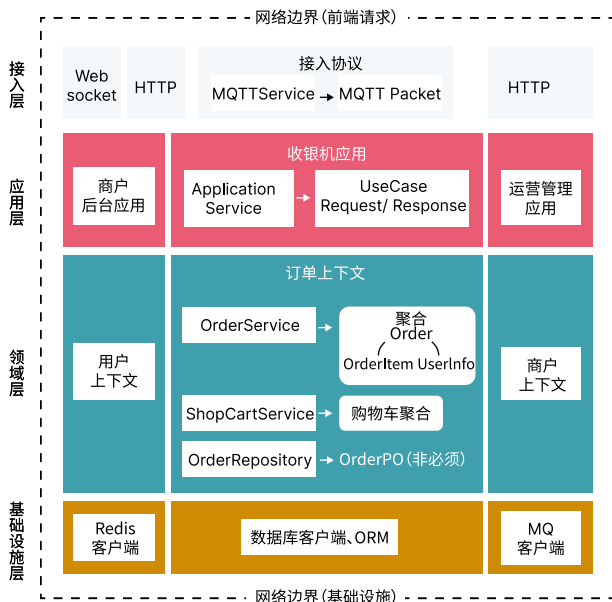 网络边界(前端请求)
接入层
Web
socket
HTTP
接入协议
MQTTService
MQTT Packet
HTTP
应用层
商户
后台应用
收银机应用
Application
Service
UseCase
Request/ Response
运营管理
应用
领域层
用户
上下文
订单上下文
OrderService
聚合
Order
OrderItem UserInfo
ShopCartService
购物车聚合
OrderRepository
OrderPO(非必须)
商户
上下文
基础设施层
Redis
客户端
数据库客户端、ORM
MQ
客户端
网络边界(基础设施)